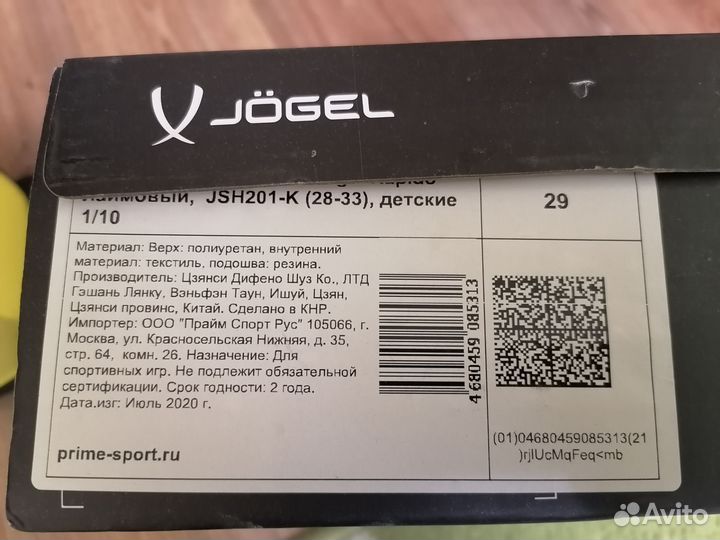 JÖGEL
лаймовый, JSH201-K (28-33), детские
1/10
29
Материал: Верх: полиуретан, внутренний
материал: текстиль, подошва: резина.
Производитель: Цзянси Дифено Шуз Ко., ЛТД
Гэшань Лянку, Вэньфэн Таун, Ишуй, Цзян,
Цзянси провинс, Китай. Сделано в КНР.
Импортер: ООО "Прайм Спорт Рус" 105066, г.
Москва, ул. Красносельская Нижняя, д. 35,
стр. 64, комн. 26. Назначение: Для
спортивных игр. Не подлежит обязательной
сертификации. Срок годности: 2 года.
Дата.изг: Июль 2020 г.
prime-sport.ru
4 680459 085313
(01)04680459085313(21
)rjIUcMqFeq<mb
Avito